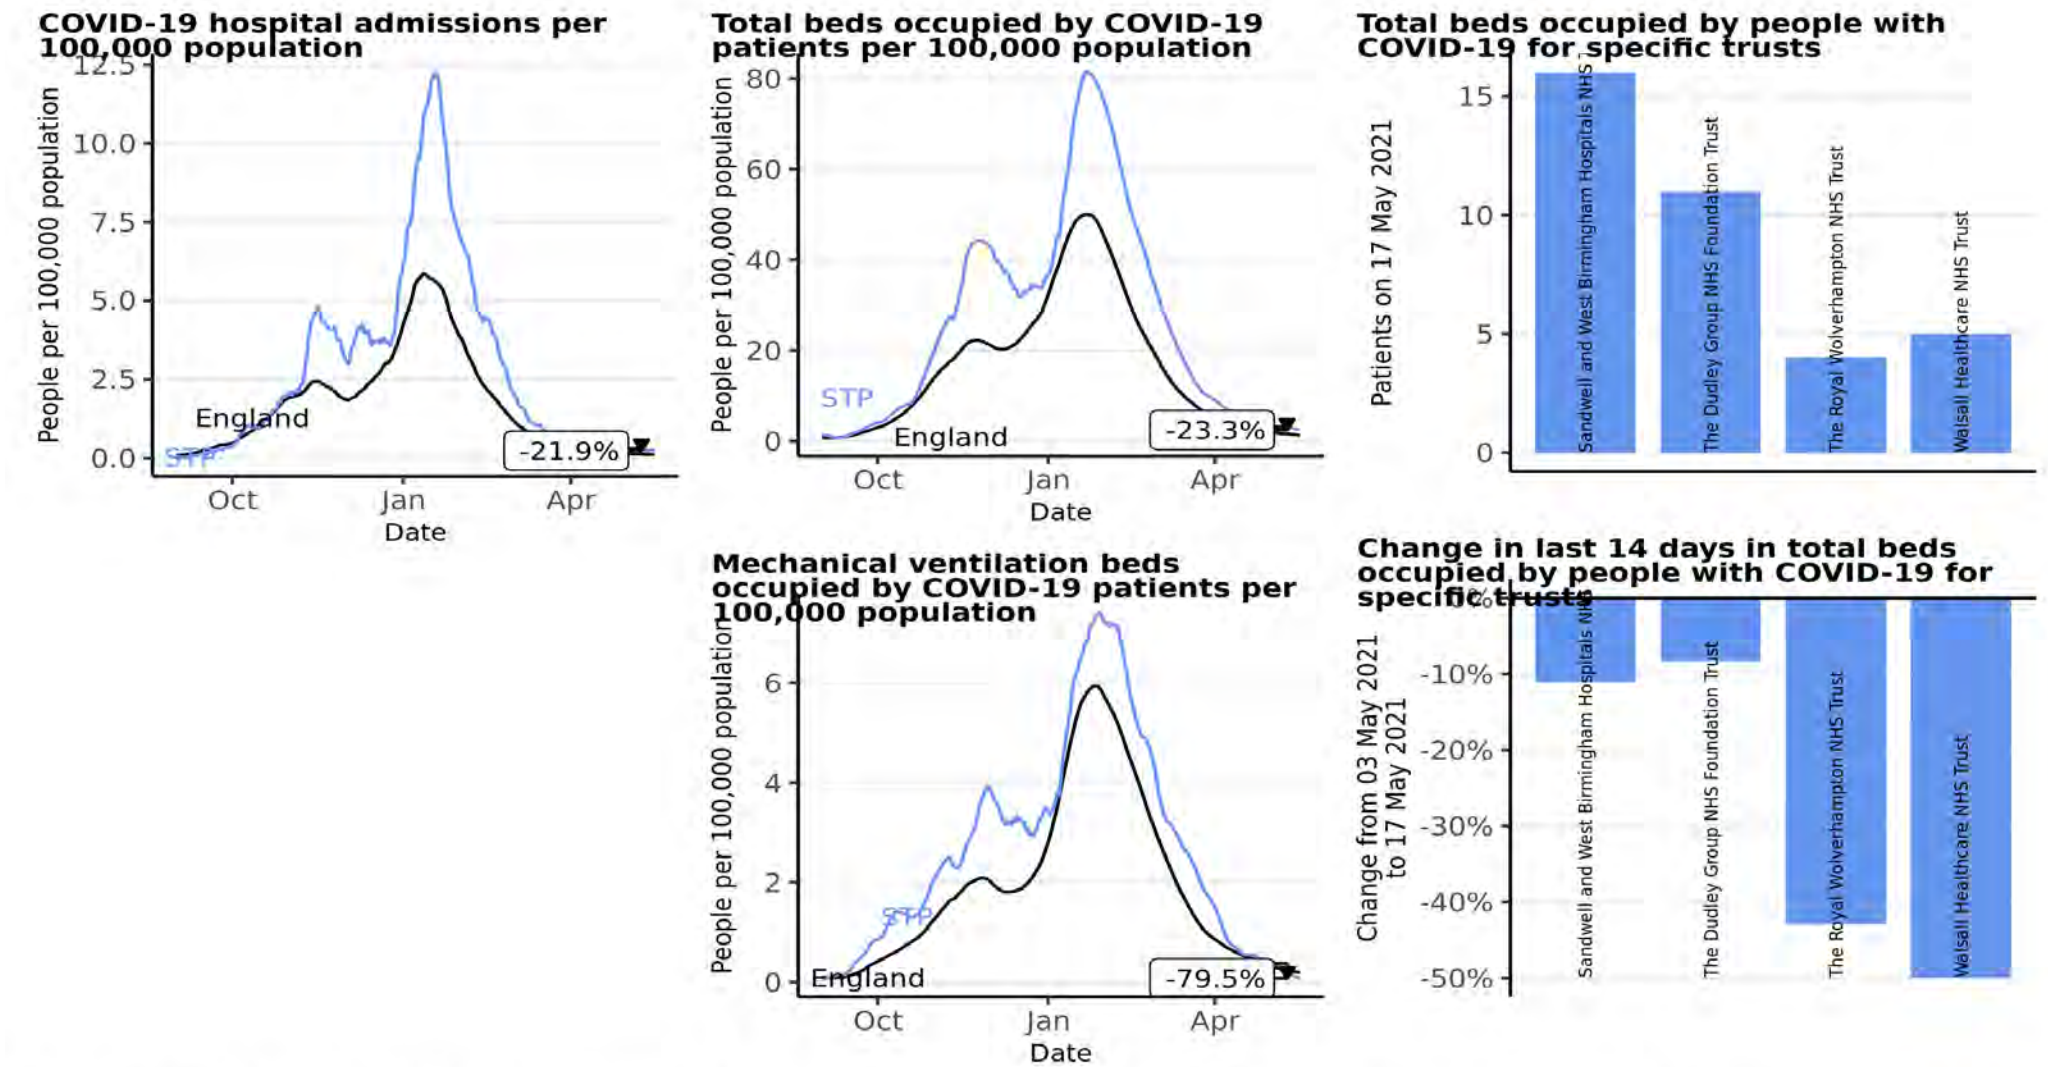 COVID-19 hospital admissions per
100,000 population
People per 100,000 population
12.5
10.0
7.5
5.0
2.5
0.0
England
STP
-21.9%
Oct
Jan
Apr
Date
Total beds occupied by COVID-19
patients per 100,000 population
People per 100,000 population
80
60
40
20
0
STP
England
-23.3%
Oct
Jan
Apr
Date
Total beds occupied by people with
COVID-19 for specific trusts
Patients on 17 May 2021
15
10
5
0
Sandwell and West Birmingham Hospitals NHS
The Dudley Group NHS Foundation Trust
The Royal Wolverhampton NHS Trust
Walsall Healthcare NHS Trust
Mechanical ventilation beds
occupied by COVID-19 patients per
100,000 population
People per 100,000 population
6
4
2
0
STP
England
-79.5%
Oct
Jan
Apr
Date
Change in last 14 days in total beds
occupied by people with COVID-19 for
specific trusts
Change from 03 May 2021
to 17 May 2021
0%
-10%
-20%
-30%
-40%
-50%
Sandwell and West Birmingham Hospitals NHS
The Dudley Group NHS Foundation Trust
The Royal Wolverhampton NHS Trust
Walsall Healthcare NHS Trust